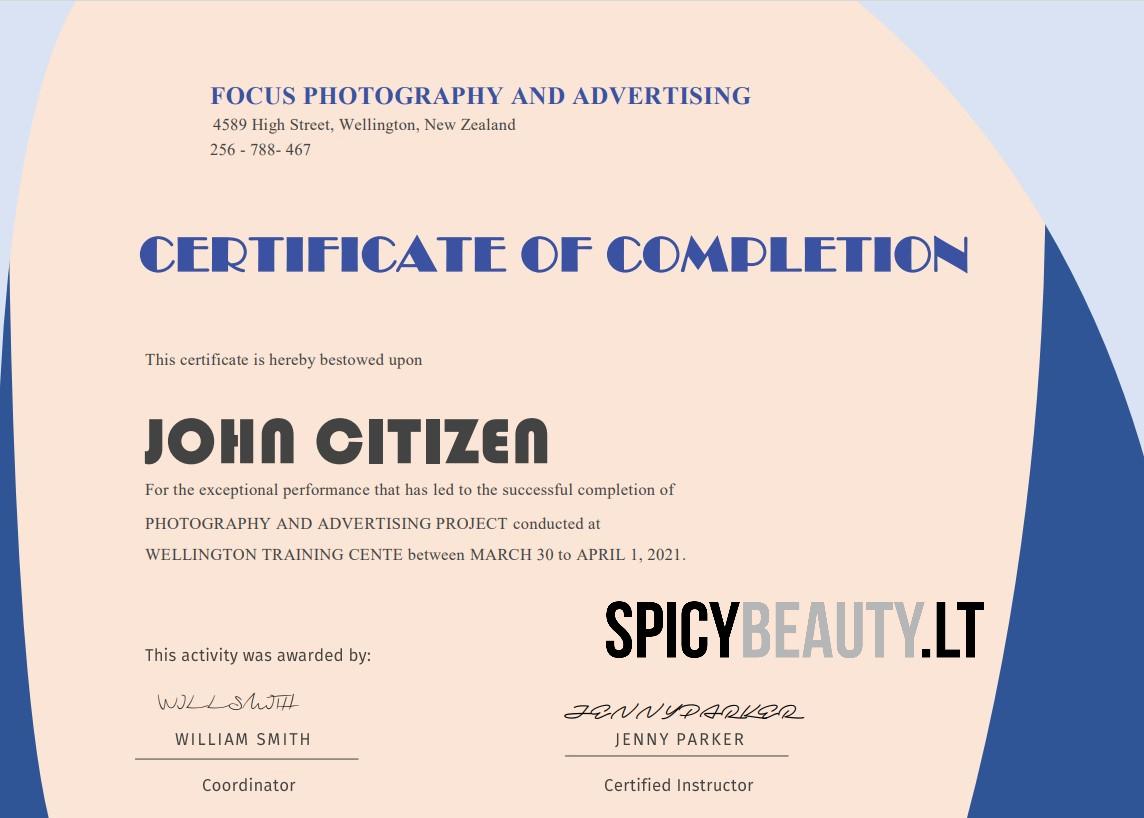 FOCUS PHOTOGRAPHY AND ADVERTISING
4589 High Street, Wellington, New Zealand
256 - 788- 467
CERTIFICATE OF COMPLETION
This certificate is hereby bestowed upon
JOHN CITIZEN
For the exceptional performance that has led to the successful completion of
PHOTOGRAPHY AND ADVERTISING PROJECT conducted at
WELLINGTON TRAINING CENTE between MARCH 30 to APRIL 1, 2021.
SPICYBEAUTY.LT
This activity was awarded by:
WILLSMITH JENNYPARKER
WILLIAM SMITH JENNY PARKER
Coordinator Certified Instructor